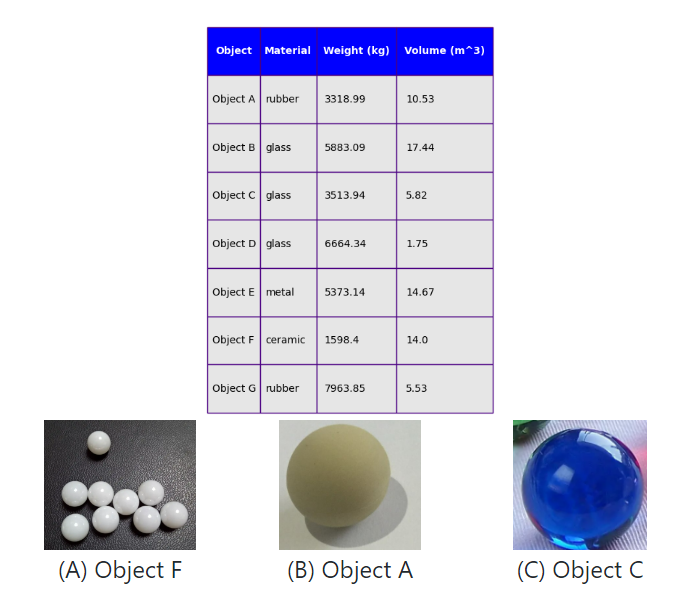 Object Material Weight (kg) Volume (m^3)
Object A rubber 3318.99 10.53
Object B glass 5883.09 17.44
Object C glass 3513.94 5.82
Object D glass 6664.34 1.75
Object E metal 5373.14 14.67
Object F ceramic 1598.4 14.0
Object G rubber 7963.85 5.53
(A) Object F (B) Object A (C) Object C